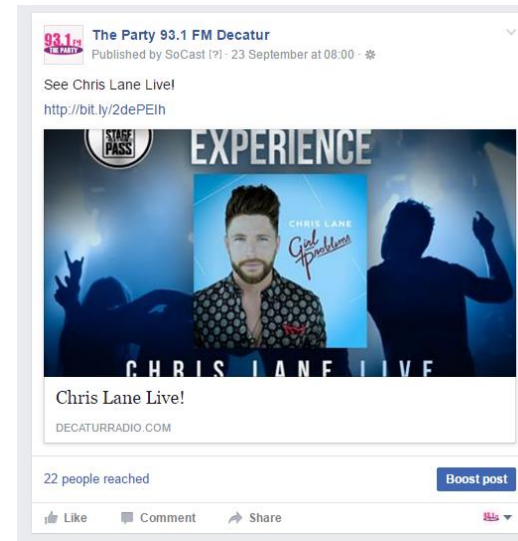 93.1 FM
THE PARTY
The Party 93.1 FM Decatur
Published by SoCast [?] · 23 September at 08:00 ·
See Chris Lane Live!
http://bit.ly/2dePEIh
STAGE
PASS
EXPERIENCE
CHRIS LANE
Girl
Problems
CHRIS LANE LIVE
Chris Lane Live!
DECATURRADIO.COM
22 people reached
Boost post
Like Comment Share